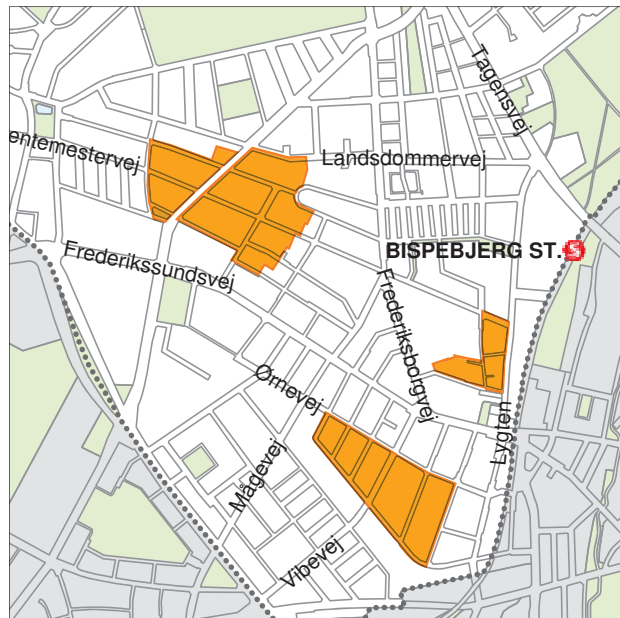 Tagensvej
entemestervej
Landsdommervej
Frederikssundsvej
BISPEBJERG ST.
S
Frederiksborgvej
Ørnevej
Lygten
Mågevej
Vibevej